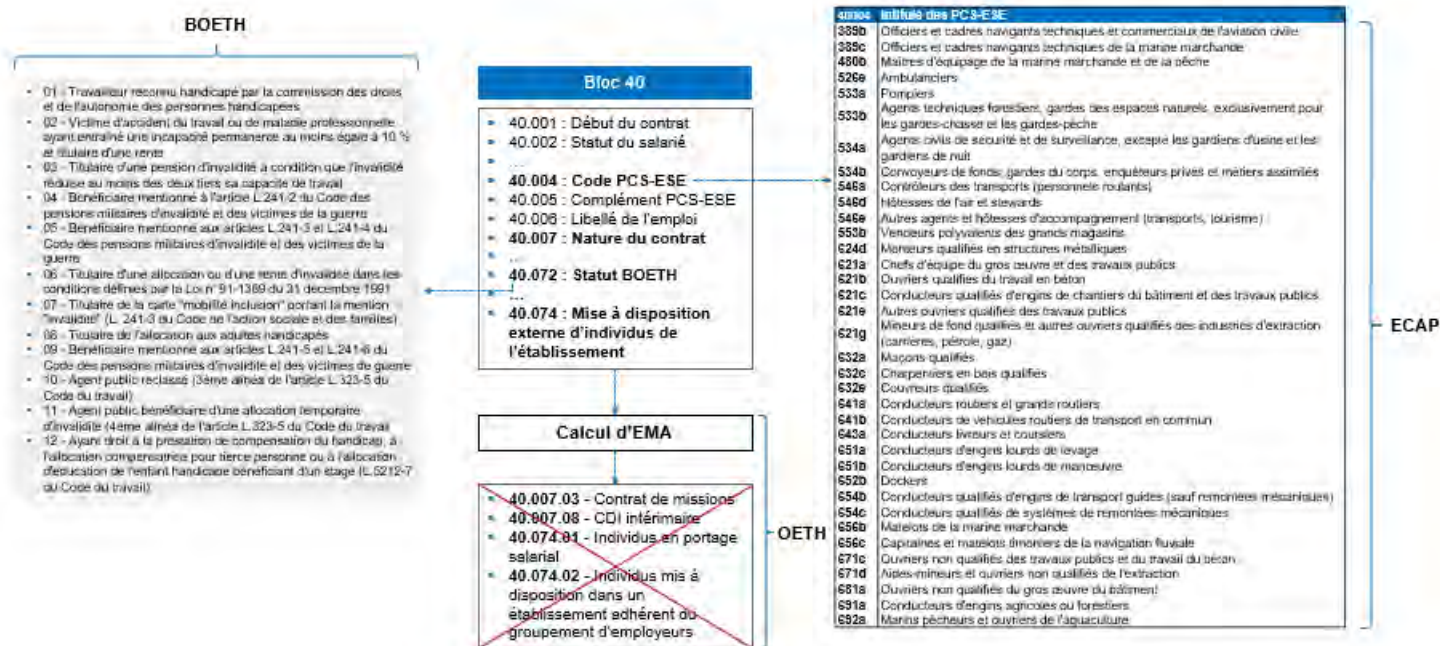 BOETH
01 - Travailleur reconnu handicapé par la commission des droits
et de l'autonomie des personnes handicapées
02 - Victime d'accident du travail ou de maladie professionnelle
ayant entraîné une incapacité permanente au moins égale à 10 %
et titulaire d'une rente
03 - Titulaire d'une pension d'invalidité à condition que l'invalidité
réduise au moins des deux tiers sa capacité de travail
04 - Bénéficiaire mentionné à l'article L.241-2 du Code des
pensions militaires d'invalidité et des victimes de la guerre
05 - Bénéficiaire mentionné aux articles L.241-3 et L.241-4 du
Code des pensions militaires d'invalidité et des victimes de la
guerre
06 - Titulaire d'une allocation ou d'une rente d'invalidité dans les
conditions définies par la Loi n° 91-1389 du 31 décembre 1991
07 - Titulaire de la carte "mobilité inclusion" portant la mention
"invalidité" (L. 241-3 du Code de l'action sociale et des familles)
08 - Titulaire de l'allocation aux adultes handicapés
09 - Bénéficiaire mentionné aux articles L.241-5 et L.241-6 du
Code des pensions militaires d'invalidité et des victimes de guerre
10 - Agent public reclassé (3ème alinéa de l'article L.323-5 du
Code du travail)
11 - Agent public bénéficiaire d'une allocation temporaire
d'invalidité (4ème alinéa de l'article L.323-5 du Code du travail
12 - Ayant droit à la prestation de compensation du handicap, à
l'allocation compensatrice pour tierce personne ou à l'allocation
d'éducation de l'enfant handicapé bénéficiant d'un stage (L.5212-7
du Code du travail)
Bloc 40
40.001 : Début du contrat
40.002 : Statut du salarié
...
40.004 : Code PCS-ESE
40.005 : Complément PCS-ESE
40.006 : Libellé de l'emploi
40.007 : Nature du contrat
...
40.072 : Statut BOETH
...
40.074 : Mise à disposition
externe d'individus de
l'établissement
Calcul d'EMA
40.007.03 - Contrat de missions
40.007.08 - CDI intérimaire
40.074.01 - Individus en portage
salarial
40.074.02 - Individus mis à
disposition dans un
établissement adhérent du
groupement d'employeurs
OETH
Intitulé des PCS-ESE
389b Officiers et cadres navigants techniques et commerciaux de l'aviation civile
389c Officiers et cadres navigants techniques de la marine marchande
480b Maîtres d'équipage de la marine marchande et de la pêche
526e Ambulanciers
533a Pompiers
533b Agents techniques forestiers, gardes des espaces naturels, exclusivement pour
les gardes-chasse et les gardes-pêche
534a Agents civils de sécurité et de surveillance, excepté les gardiens d'usine et les
gardiens de nuit
534b Convoyeurs de fonds, gardes du corps, enquêteurs privés et métiers assimilés
546a Contrôleurs des transports (personnels roulants)
546d Hôtesses de l'air et stewards
546e Autres agents et hôtesses d'accompagnement (transports, tourisme)
553b Vendeurs polyvalents des grands magasins
624d Monteurs qualifiés en structures métalliques
621a Chefs d'équipe du gros œuvre et des travaux publics
621b Ouvriers qualifiés du travail en béton
621c Conducteurs qualifiés d'engins de chantiers du bâtiment et des travaux publics
621e Autres ouvriers qualifiés des travaux publics
621g Mineurs de fond qualifiés et autres ouvriers qualifiés des industries d'extraction
(carrières, pétrole, gaz)
632a Maçons qualifiés
632c Charpentiers en bois qualifiés
632e Couvreurs qualifiés
641a Conducteurs routiers et grands routiers
641b Conducteurs de véhicules routiers de transport en commun
643a Conducteurs livreurs et coursiers
651a Conducteurs d'engins lourds de levage
651b Conducteurs d'engins lourds de manœuvre
652b Dockers
654b Conducteurs qualifiés d'engins de transport guidés (sauf remontées mécaniques)
654c Conducteurs qualifiés de systèmes de remontées mécaniques
656b Matelots de la marine marchande
656c Capitaines et matelots timoniers de la navigation fluviale
671c Ouvriers non qualifiés des travaux publics et du travail du béton
671d Aides-mineurs et ouvriers non qualifiés de l'extraction
681a Ouvriers non qualifiés du gros œuvre du bâtiment
691a Conducteurs d'engins agricoles ou forestiers
692a Marins pêcheurs et ouvriers de l'aquaculture
ECAP